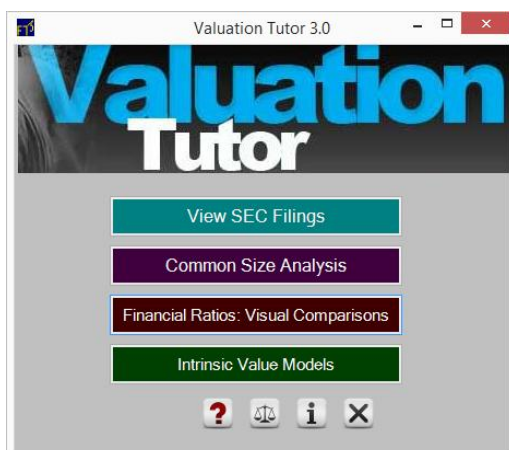 FTS
Valuation Tutor 3.0
Valuation
Tutor
View SEC Filings
Common Size Analysis
Financial Ratios: Visual Comparisons
Intrinsic Value Models